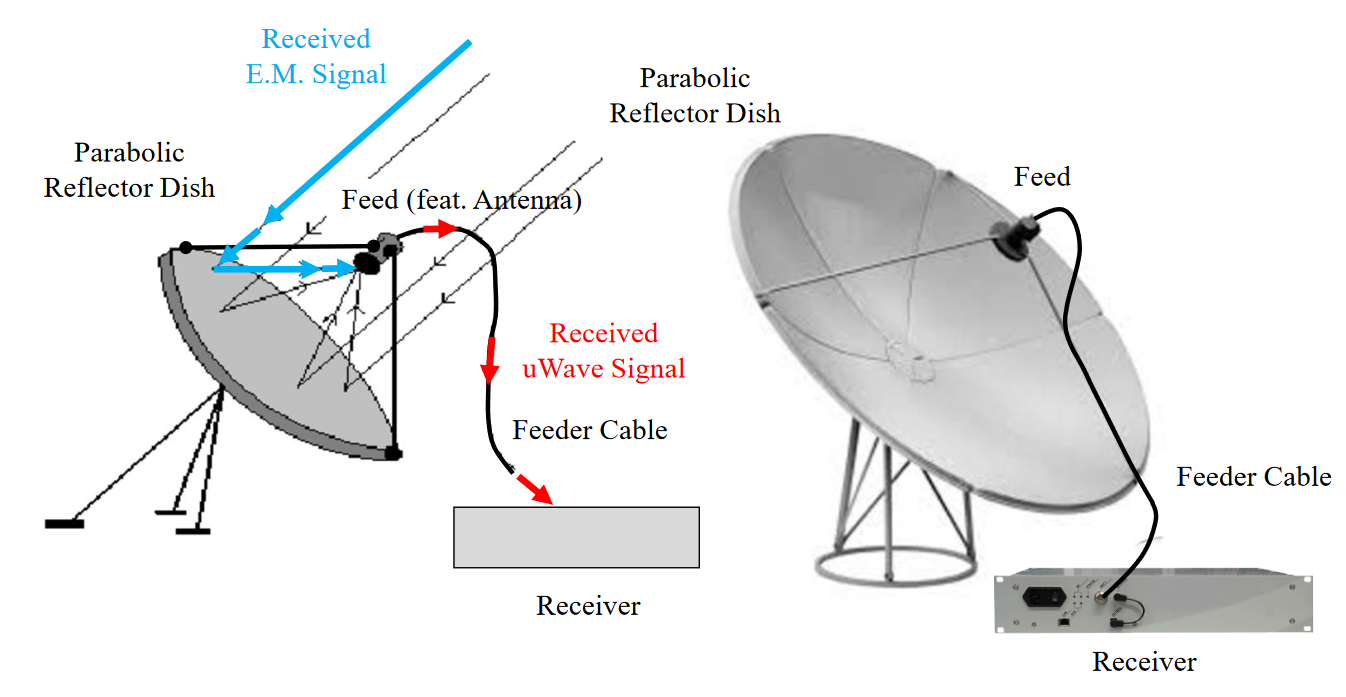 Received
E.M. Signal
Parabolic
Reflector Dish
Parabolic
Reflector Dish
Feed (feat. Antenna)
Feed
Received
uWave Signal
Feeder Cable
Feeder Cable
Receiver
Receiver